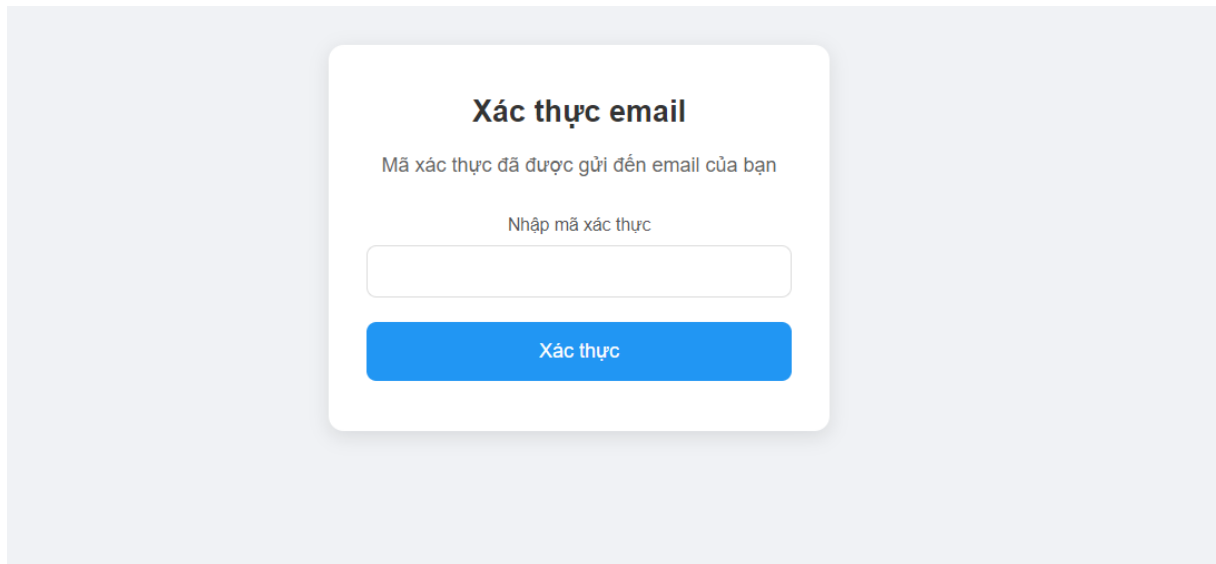 Xác thực email
Mã xác thực đã được gửi đến email của bạn
Nhập mã xác thực
Xác thực